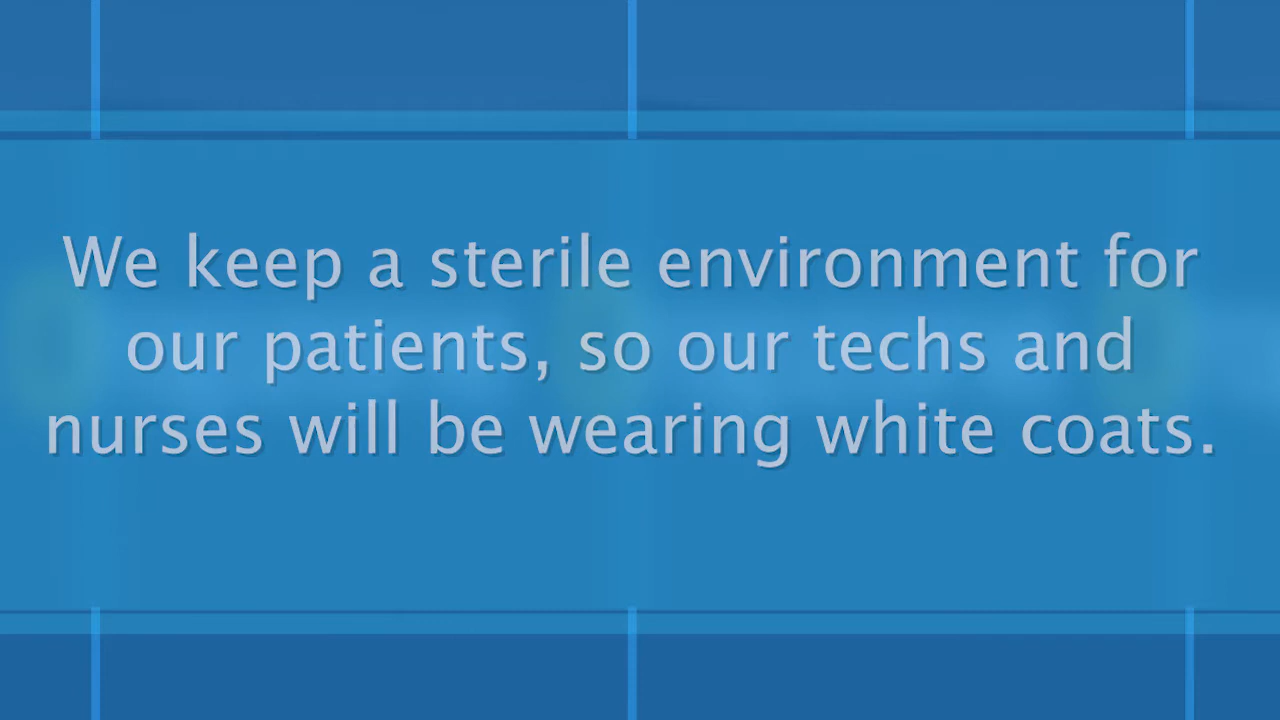 We keep a sterile environment for
our patients, so our techs and
nurses will be wearing white coats.